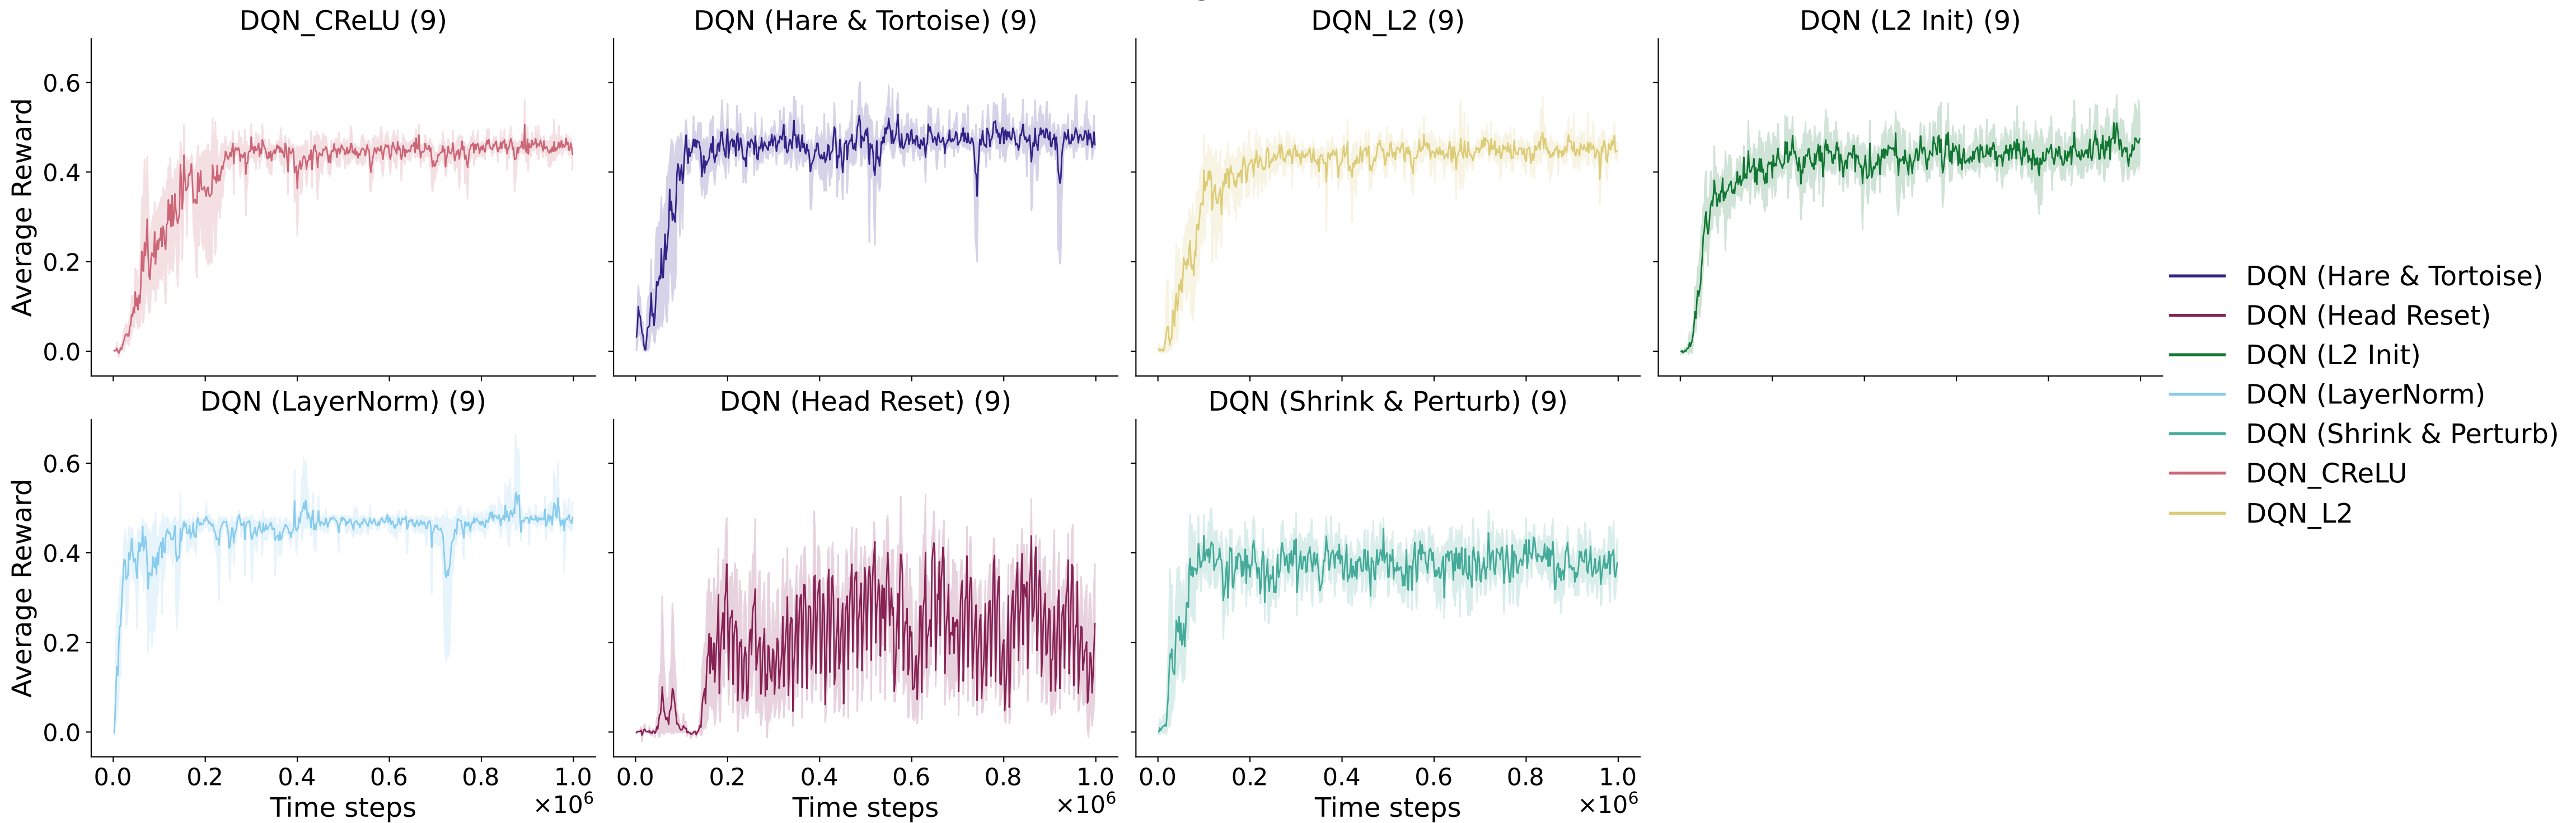 DQN_CReLU (9)
DQN (Hare & Tortoise) (9)
DQN_L2 (9)
DQN (L2 Init) (9)
Average Reward
0.6
0.4
0.2
0.0
DQN (LayerNorm) (9)
DQN (Head Reset) (9)
DQN (Shrink & Perturb) (9)
Average Reward
0.6
0.4
0.2
0.0
0.0 0.2 0.4 0.6 0.8 1.0
×10⁶
Time steps
0.0 0.2 0.4 0.6 0.8 1.0
×10⁶
Time steps
0.0 0.2 0.4 0.6 0.8 1.0
×10⁶
Time steps
DQN (Hare & Tortoise)
DQN (Head Reset)
DQN (L2 Init)
DQN (LayerNorm)
DQN (Shrink & Perturb)
DQN_CReLU
DQN_L2